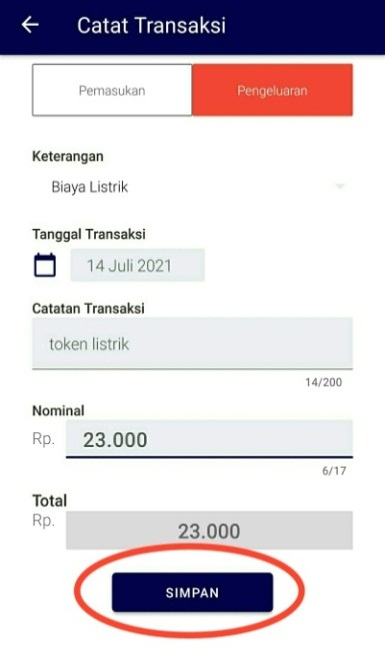 Catat Transaksi
Pemasukan
Pengeluaran
Keterangan
Biaya Listrik
Tanggal Transaksi
14 Juli 2021
Catatan Transaksi
token listrik
14/200
Nominal
Rp. 23.000
6/17
Total
Rp. 23.000
SIMPAN